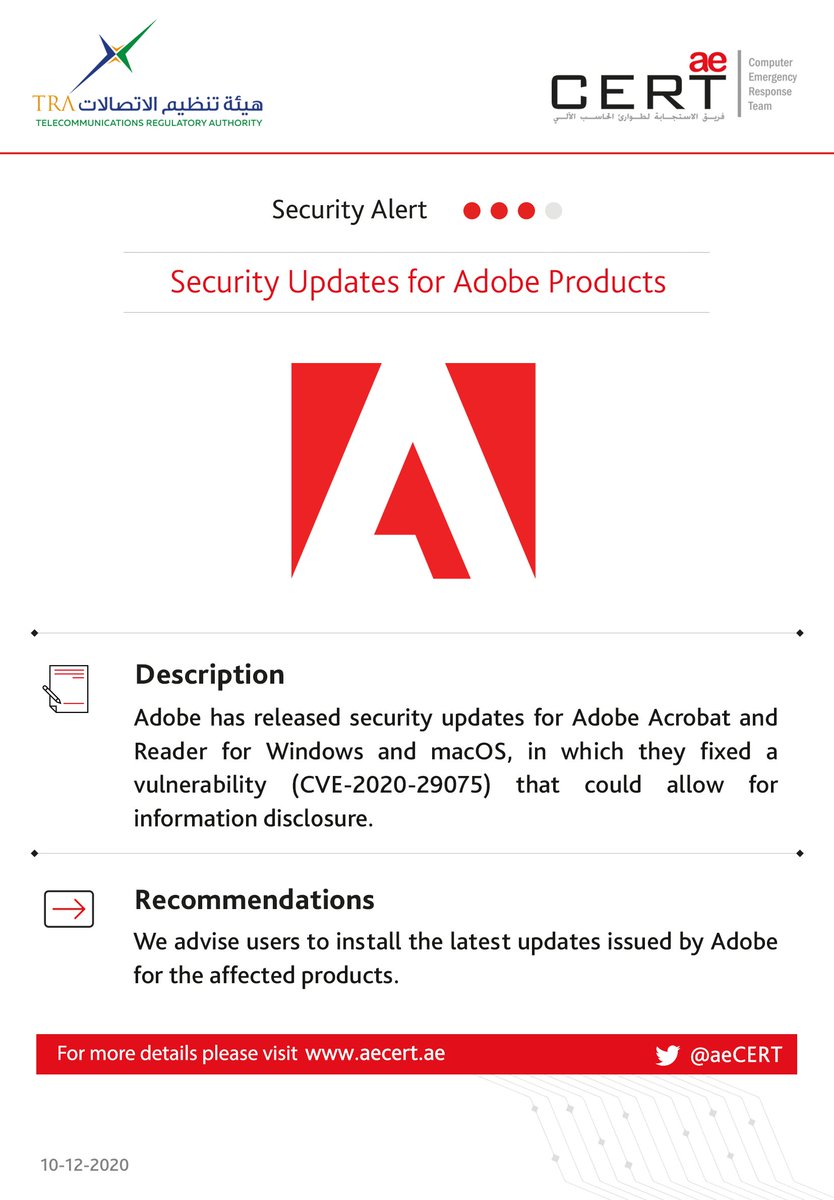 TRA هيئة تنظيم الاتصالات
TELECOMMUNICATIONS REGULATORY AUTHORITY
ae
CERT
فريق الاستجابة لطوارئ الحاسب الآلي
Computer
Emergency
Response
Team
Security Alert
Security Updates for Adobe Products
Description
Adobe has released security updates for Adobe Acrobat and
Reader for Windows and macOS, in which they fixed a
vulnerability (CVE-2020-29075) that could allow for
information disclosure.
Recommendations
We advise users to install the latest updates issued by Adobe
for the affected products.
For more details please visit www.aecert.ae
@aeCERT
10-12-2020